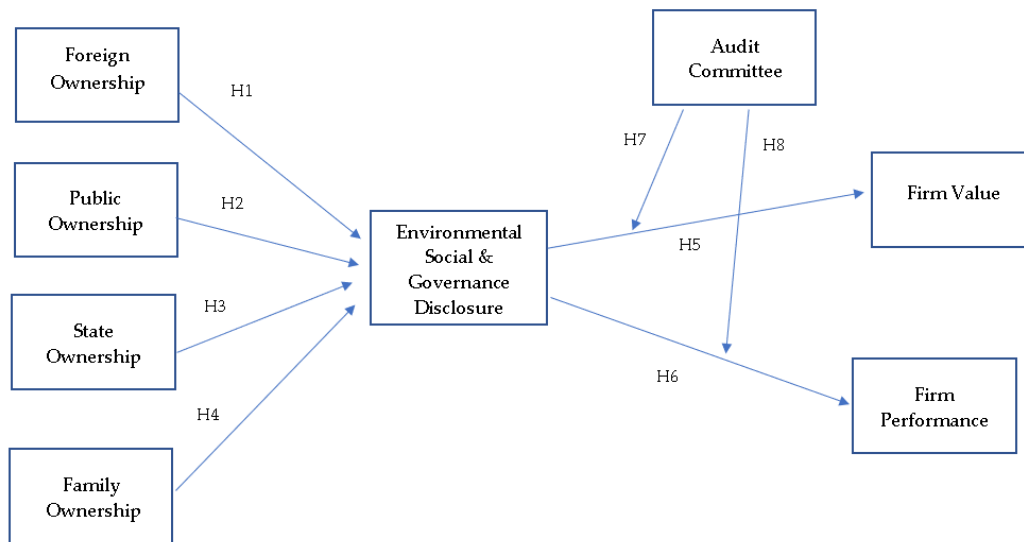 Foreign
Ownership
H1
Public
Ownership
H2
State
Ownership
H3
Family
Ownership
H4
Environmental
Social &
Governance
Disclosure
Audit
Committee
H7
H8
H5
H6
Firm Value
Firm
Performance